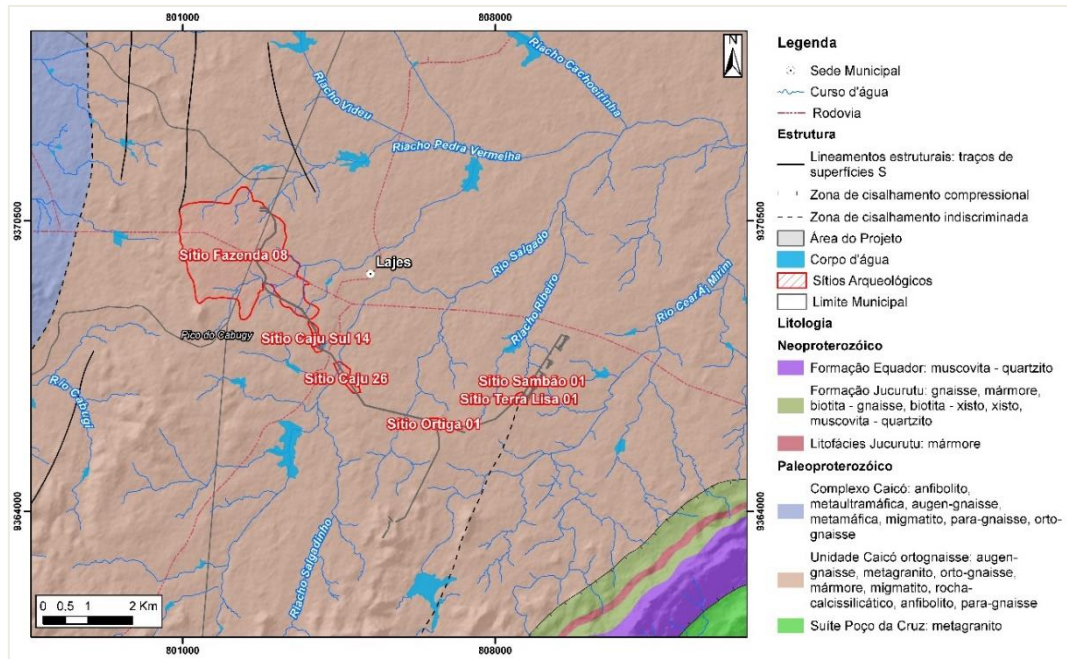 801000
808000
N
9370500
9370500
9364000
9364000
801000
808000
Riacho Cachoeirinha
Riacho Videu
Riacho Pedra Vermelha
Sítio Fazenda 08
Lajes
Rio Salgado
Riacho Ribeiro
Rio CearÃ¡ Mirim
Pico do Cabugy
Sítio Caju Sul 14
Sítio Caju 26
Sítio Sambão 01
Sítio Terra Lisa 01
Sítio Ortiga 01
Rio Cabugi
Riacho Salgadinho
0 0.5 1 2 Km
Legenda
Sede Municipal
Curso d'água
Rodovia
Estrutura
Lineamentos estruturais: traços de
superfícies S
Zona de cisalhamento compressional
Zona de cisalhamento indiscriminada
Área do Projeto
Corpo d'água
Sítios Arqueológicos
Limite Municipal
Litologia
Neoproterozóico
Formação Equador: muscovita - quartzito
Formação Jucurutu: gnaisse, mármore,
biotita - gnaisse, biotita - xisto, xisto,
muscovita - quartzito
Litofácies Jucurutu: mármore
Paleoproterozóico
Complexo Caicó: anfibolito,
metaultramáfica, augen-gnaisse,
metamáfica, migmatito, para-gnaisse, orto-
gnaisse
Unidade Caicó ortognaisse: augen-
gnaisse, metagranito, orto-gnaisse,
mármore, migmatito, rocha-
calcissilicático, anfibolito, para-gnaisse
Suíte Poço da Cruz: metagranito